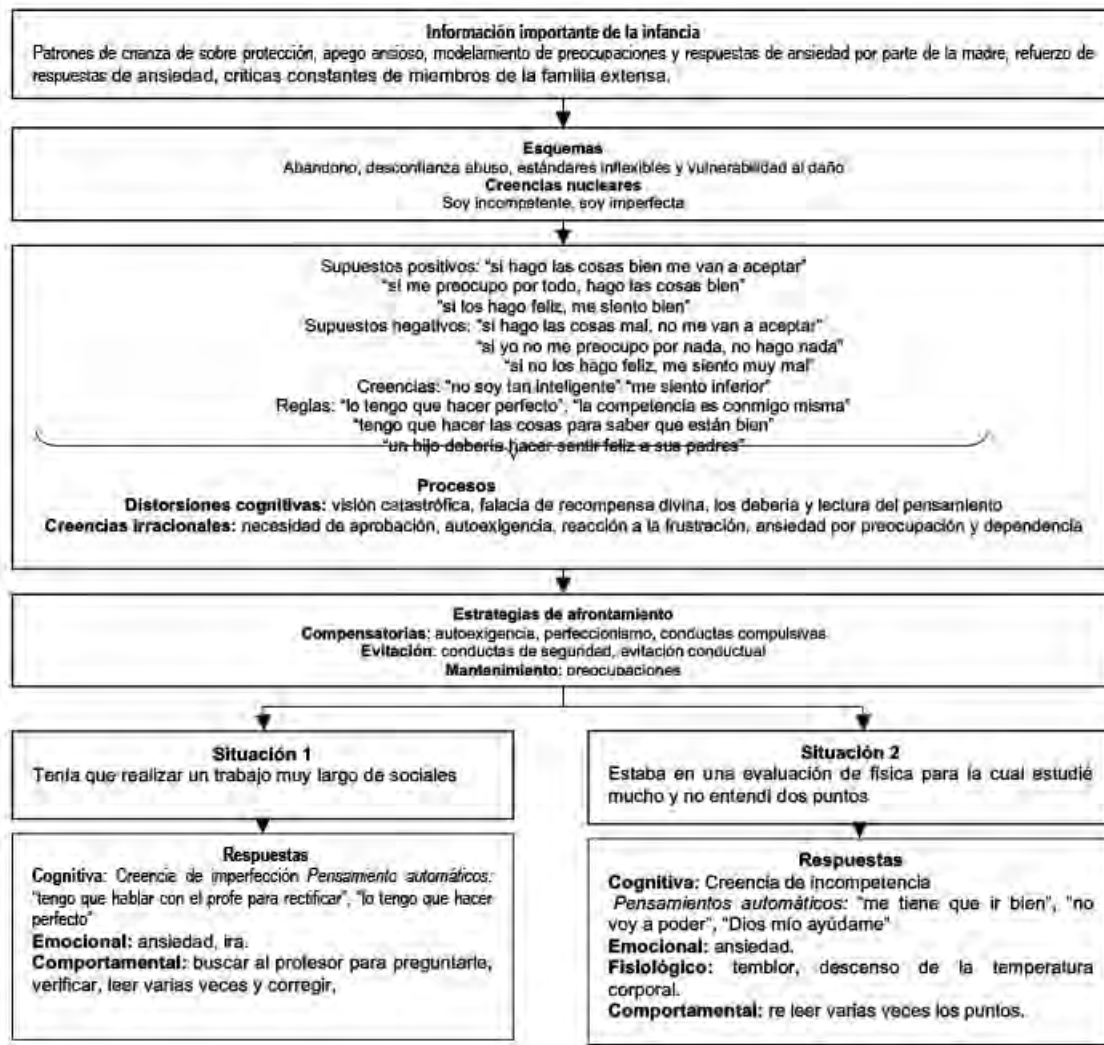 Información importante de la infancia
Patrones de crianza de sobre protección, apego ansioso, modelamiento de preocupaciones y respuestas de ansiedad por parte de la madre, refuerzo de
respuestas de ansiedad, críticas constantes de miembros de la familia extensa.
Esquemas
Abandono, desconfianza abuso, estándares inflexibles y vulnerabilidad al daño
Creencias nucleares
Soy incompetente, soy imperfecta
Supuestos positivos: "si hago las cosas bien me van a aceptar"
"si me preocupo por todo, hago las cosas bien"
"si los hago feliz, me siento bien"
Supuestos negativos: "si hago las cosas mal, no me van a aceptar"
"si yo no me preocupo por nada, no hago nada"
"si no los hago feliz, me siento muy mal"
Creencias: "no soy tan inteligente" "me siento inferior"
Reglas: "lo tengo que hacer perfecto", "la competencia es conmigo misma"
"tengo que hacer las cosas para saber que están bien"
"un hijo debería hacer sentir feliz a sus padres"
Procesos
Distorsiones cognitivas: visión catastrófica, falacia de recompensa divina, los debería y lectura del pensamiento
Creencias irracionales: necesidad de aprobación, autoexigencia, reacción a la frustración, ansiedad por preocupación y dependencia
Estrategias de afrontamiento
Compensatorias: autoexigencia, perfeccionismo, conductas compulsivas
Evitación: conductas de seguridad, evitación conductual
Mantenimiento: preocupaciones
Situación 1
Tenía que realizar un trabajo muy largo de sociales
Respuestas
Cognitiva: Creencia de imperfección Pensamiento automáticos:
"tengo que hablar con el profe para rectificar", "lo tengo que hacer
perfecto"
Emocional: ansiedad, ira.
Comportamental: buscar al profesor para preguntarle,
verificar, leer varias veces y corregir,
Situación 2
Estaba en una evaluación de física para la cual estudié
mucho y no entendí dos puntos
Respuestas
Cognitiva: Creencia de incompetencia
Pensamientos automáticos: "me tiene que ir bien", "no
voy a poder", "Dios mío ayúdame"
Emocional: ansiedad.
Fisiológico: temblor, descenso de la temperatura
corporal.
Comportamental: re leer varias veces los puntos.